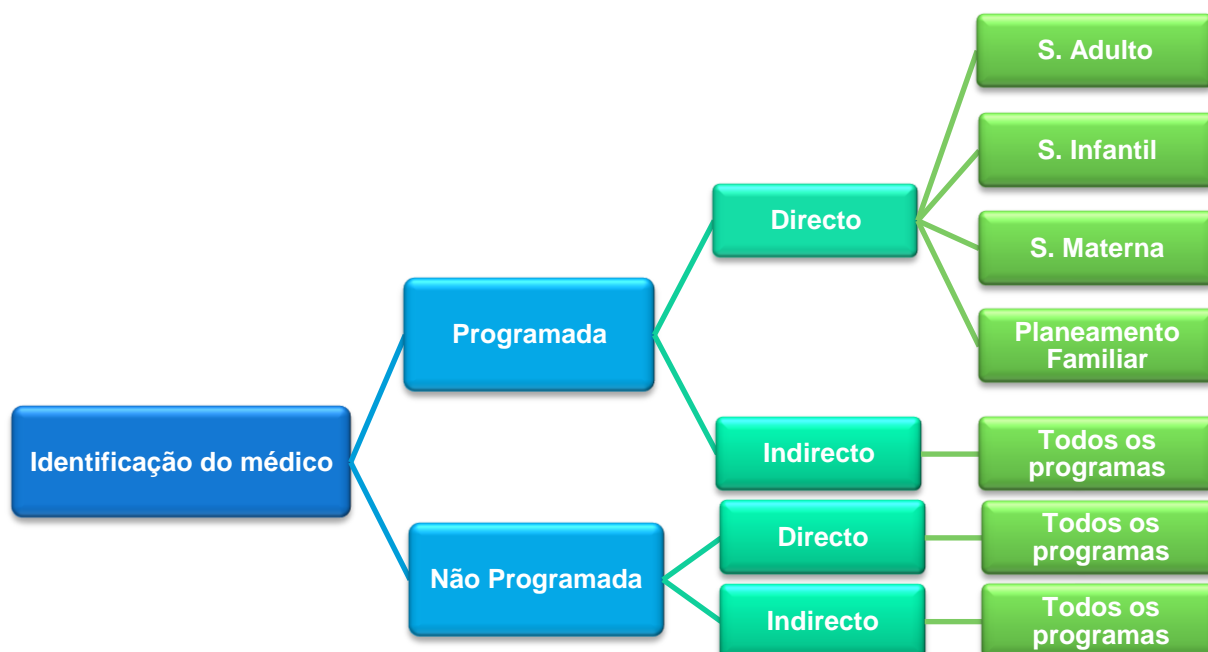 Identificação do médico
Programada
Não Programada
Directo
Indirecto
Directo
Indirecto
S. Adulto
S. Infantil
S. Materna
Planeamento
Familiar
Todos os
programas
Todos os
programas
Todos os
programas